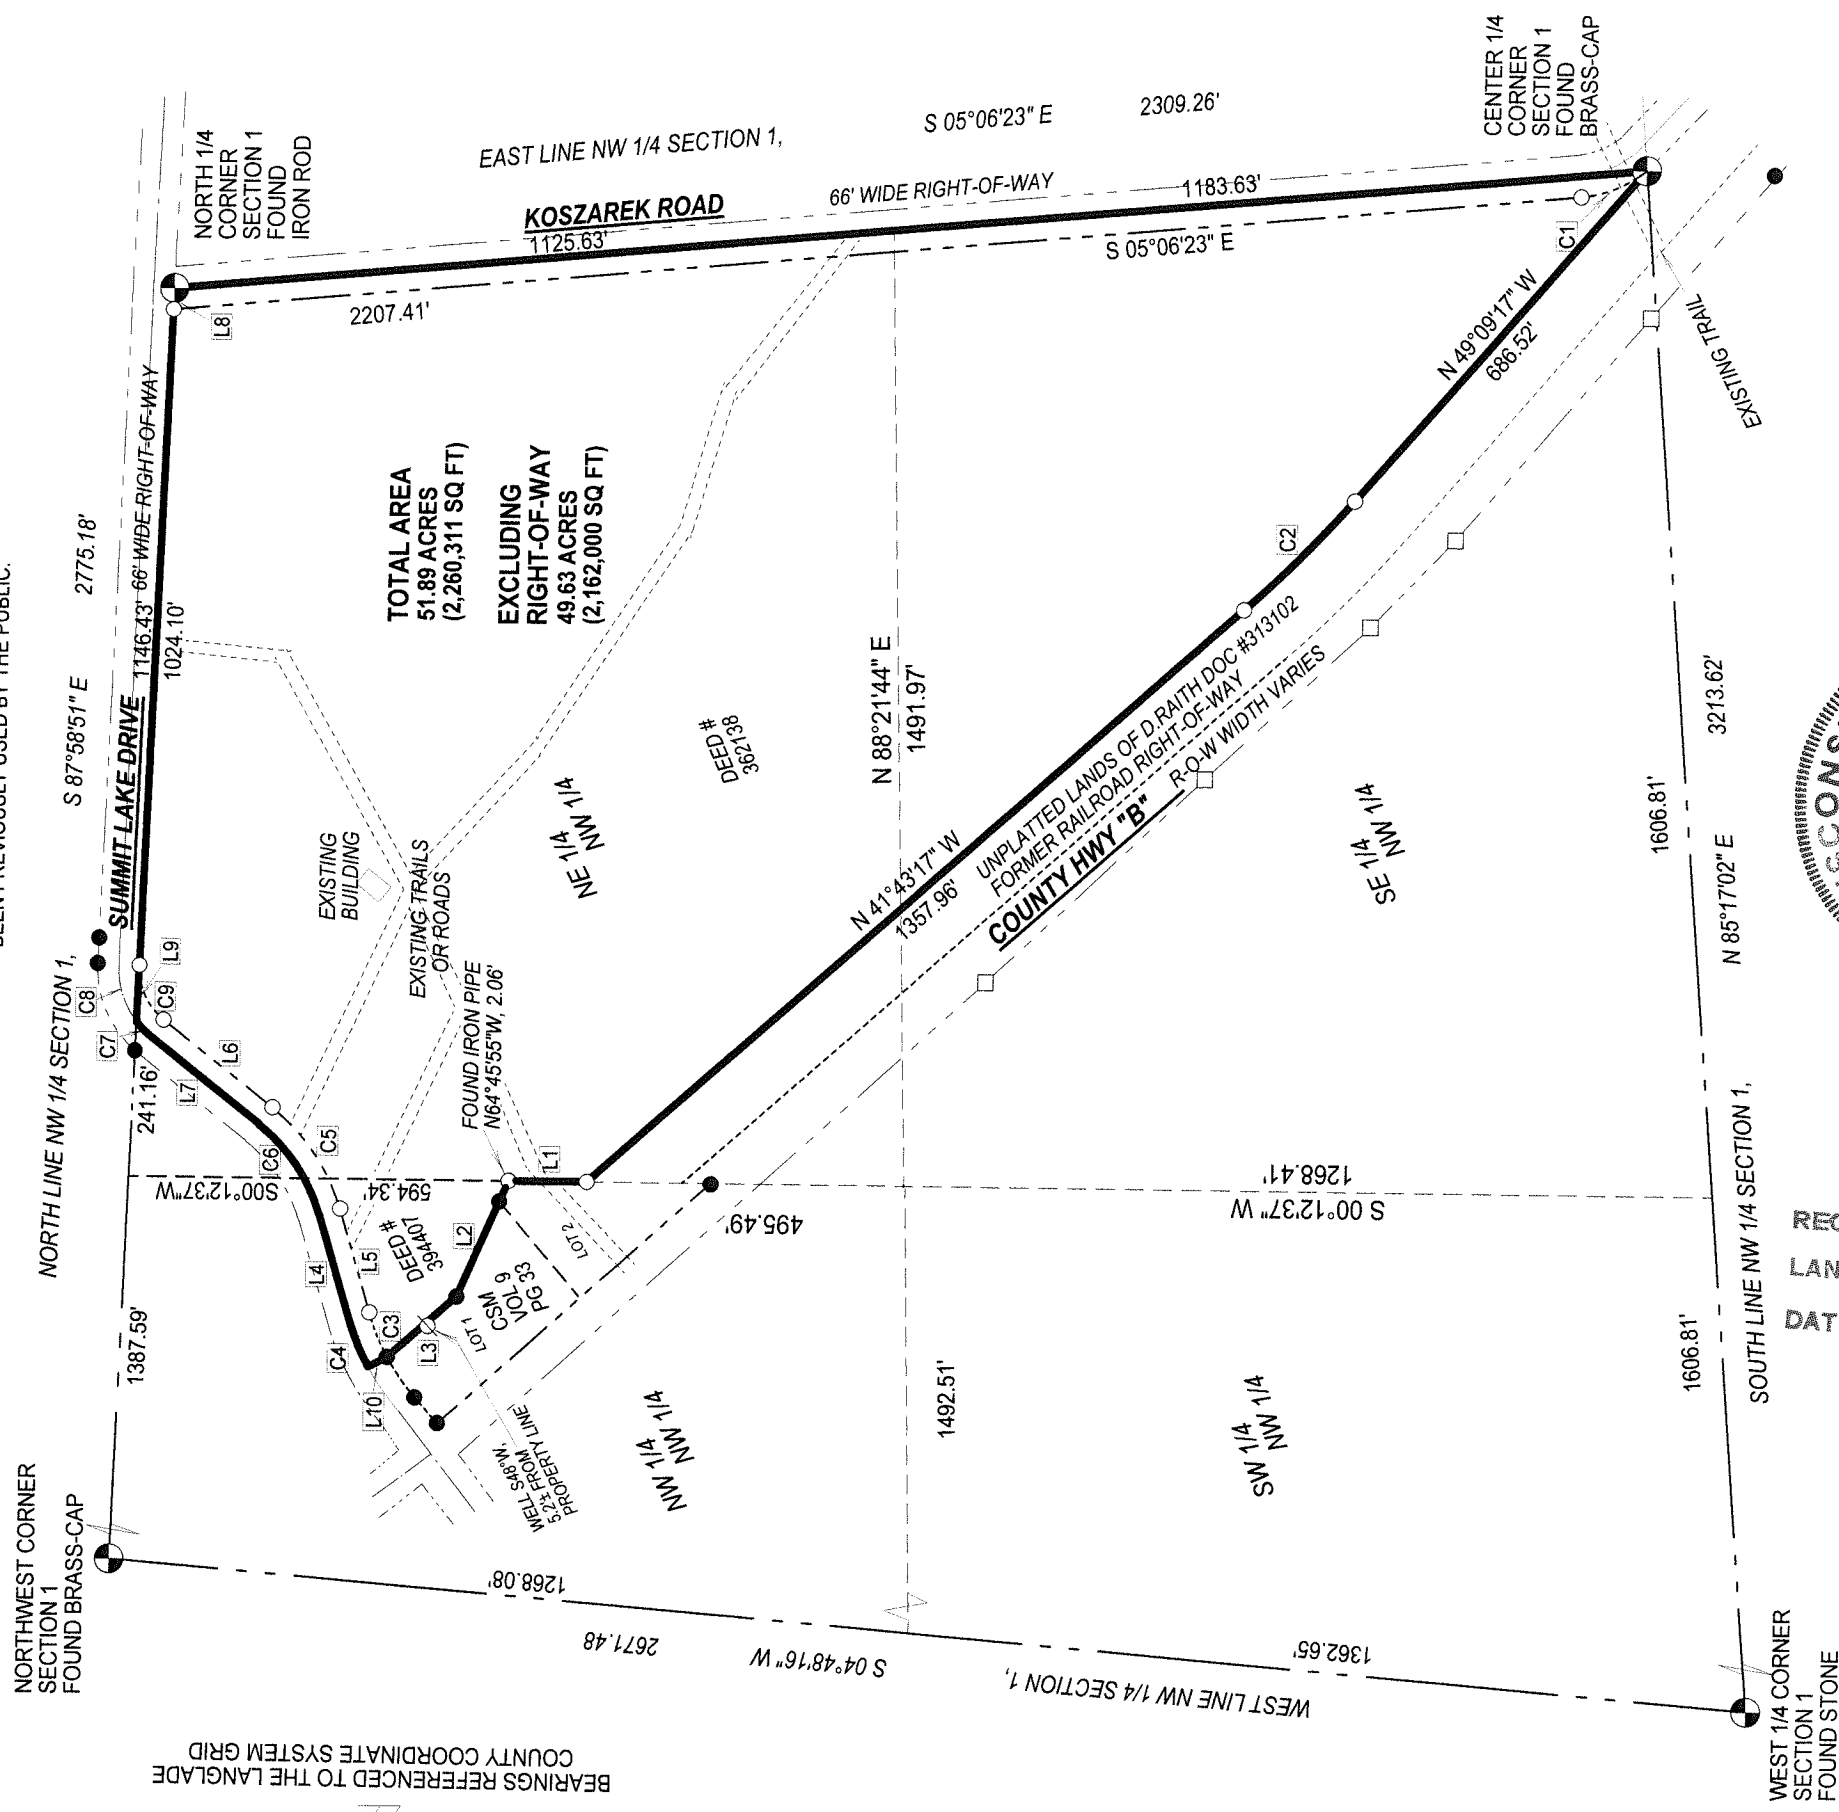 BEEN PREVIOUSLY USED BY THE PUBLIC.
NORTH LINE NW 1/4 SECTION 1,
S 87°58'51" E
2775.18'
NORTHWEST CORNER
SECTION 1
FOUND BRASS-CAP
1387.59'
241.16'
C7
C8
C9
L9
SUMMIT LAKE DRIVE
1146.43'
66' WIDE RIGHT-OF-WAY
1024.10'
NORTH 1/4
CORNER
SECTION 1
FOUND
IRON ROD
L8
EAST LINE NW 1/4 SECTION 1,
S 05°06'23" E
2309.26'
KOSZAREK ROAD
66' WIDE RIGHT-OF-WAY
1125.63'
1183.63'
2207.41'
S 05°06'23" E
CENTER 1/4
CORNER
SECTION 1
FOUND
BRASS-CAP
C1
TOTAL AREA
51.89 ACRES
(2,260,311 SQ FT)
EXCLUDING
RIGHT-OF-WAY
49.63 ACRES
(2,162,000 SQ FT)
L7
L6
C6
C5
L4
L5
C4
C3
L10
L3
L2
L1
S00°12'37"W
594.34'
EXISTING
BUILDING
EXISTING TRAILS
OR ROADS
FOUND IRON PIPE
N64°45'55"W, 2.06'
DEED #
394407
CSM
VOL 9
PG 33
LOT 1
LOT 2
WELL S48°W,
5.2'± FROM
PROPERTY LINE
495.49'
NE 1/4
NW 1/4
DEED #
362138
N 88°21'44" E
1491.97'
N 41°43'17" W
1357.96'
UNPLATTED LANDS OF D.RAITH DOC #313102
FORMER RAILROAD RIGHT-OF-WAY
COUNTY HWY "B"
R-O-W WIDTH VARIES
C2
N 49°09'17" W
686.52'
EXISTING TRAIL
NW 1/4
NW 1/4
1492.51'
SW 1/4
NW 1/4
SE 1/4
NW 1/4
S 00°12'37" W
1268.41'
1268.08'
2671.48
S 04°48'16" W
WEST LINE NW 1/4 SECTION 1,
1362.65'
BEARINGS REFERENCED TO THE LANGLADE
COUNTY COORDINATE SYSTEM GRID
WEST 1/4 CORNER
SECTION 1
FOUND STONE
1606.81'
SOUTH LINE NW 1/4 SECTION 1,
N 85°17'02" E
3213.62'
1606.81'
SCONS
REC
LAN
DAT